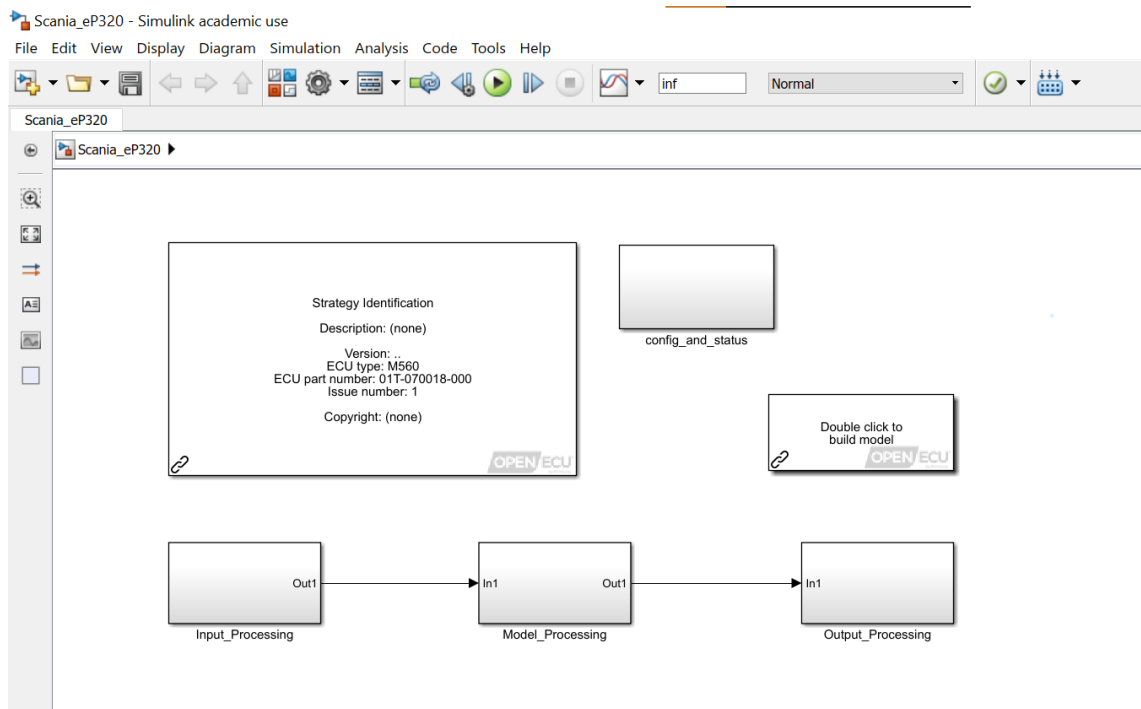 Scania_eP320 - Simulink academic use
File Edit View Display Diagram Simulation Analysis Code Tools Help
inf
Normal
Scania_eP320
Scania_eP320
Strategy Identification
Description: (none)
Version: ..
ECU type: M560
ECU part number: 01T-070018-000
Issue number: 1
Copyright: (none)
OPEN ECU
config_and_status
Double click to
build model
OPEN ECU
Out1
In1
Out1
In1
Input_Processing
Model_Processing
Output_Processing